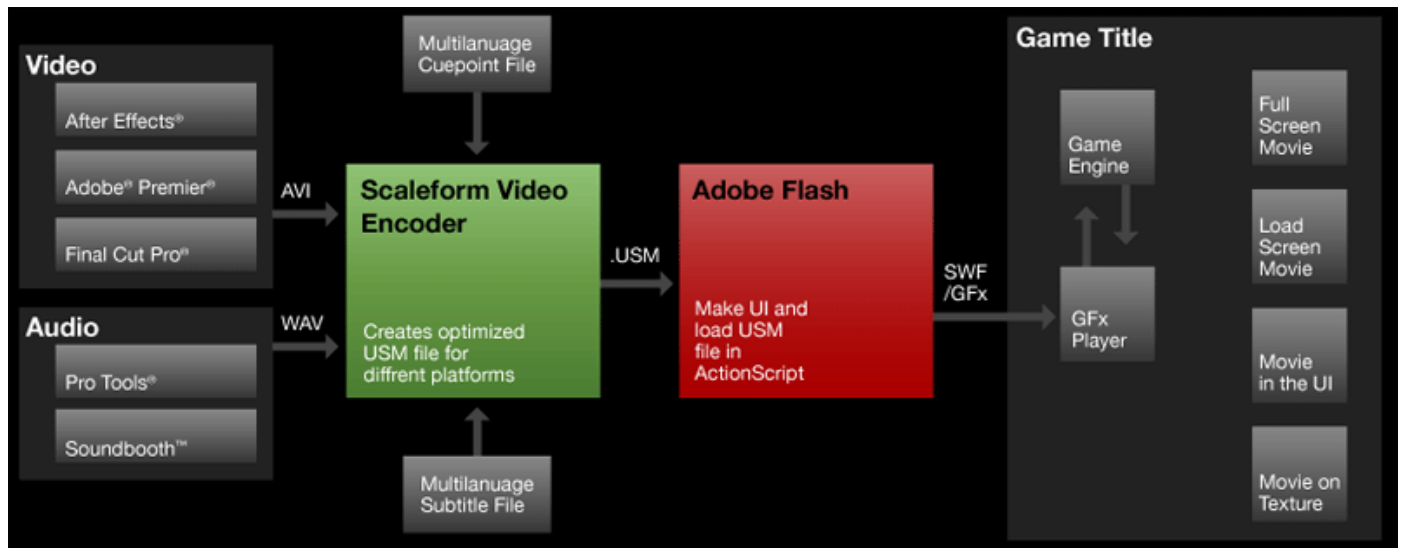 Video
After Effects®
Adobe® Premier®
Final Cut Pro®
Audio
Pro Tools®
Soundbooth™
AVI
WAV
Multilanuage
Cuepoint File
Scaleform Video
Encoder
Creates optimized
USM file for
diffrent platforms
Multilanuage
Subtitle File
.USM
Adobe Flash
Make UI and
load USM
file in
ActionScript
SWF
/GFx
Game Title
Game
Engine
GFx
Player
Full
Screen
Movie
Load
Screen
Movie
Movie
in the UI
Movie on
Texture